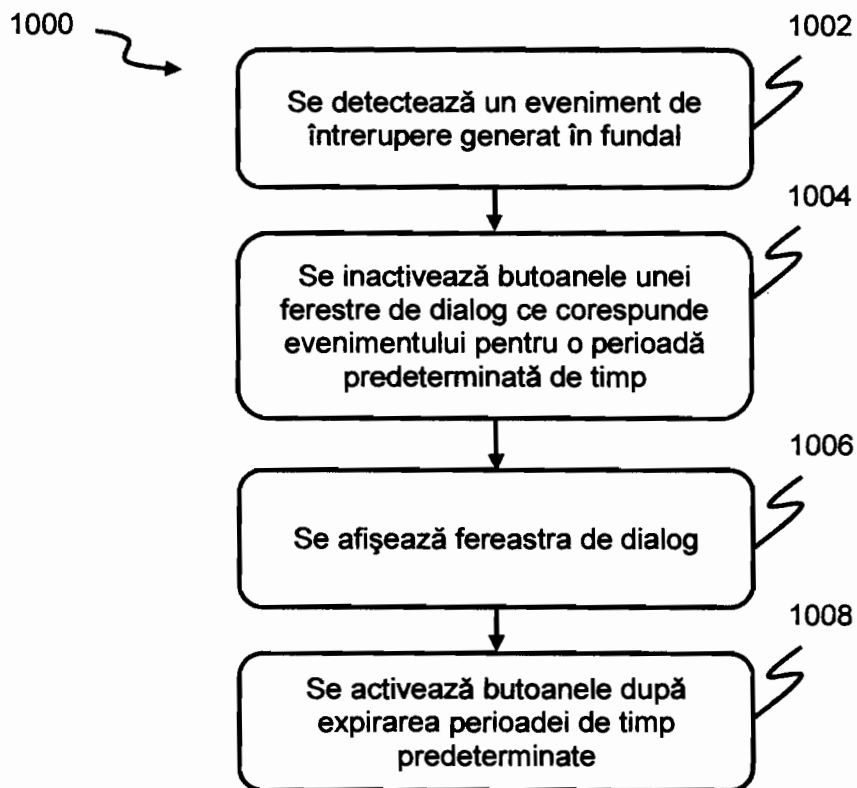 1000
1002
Se detectează un eveniment de
întrerupere generat în fundal
1004
Se inactivează butoanele unei
ferestre de dialog ce corespunde
evenimentului pentru o perioadă
predeterminată de timp
1006
Se afişează fereastra de dialog
1008
Se activează butoanele după
expirarea perioadei de timp
predeterminate